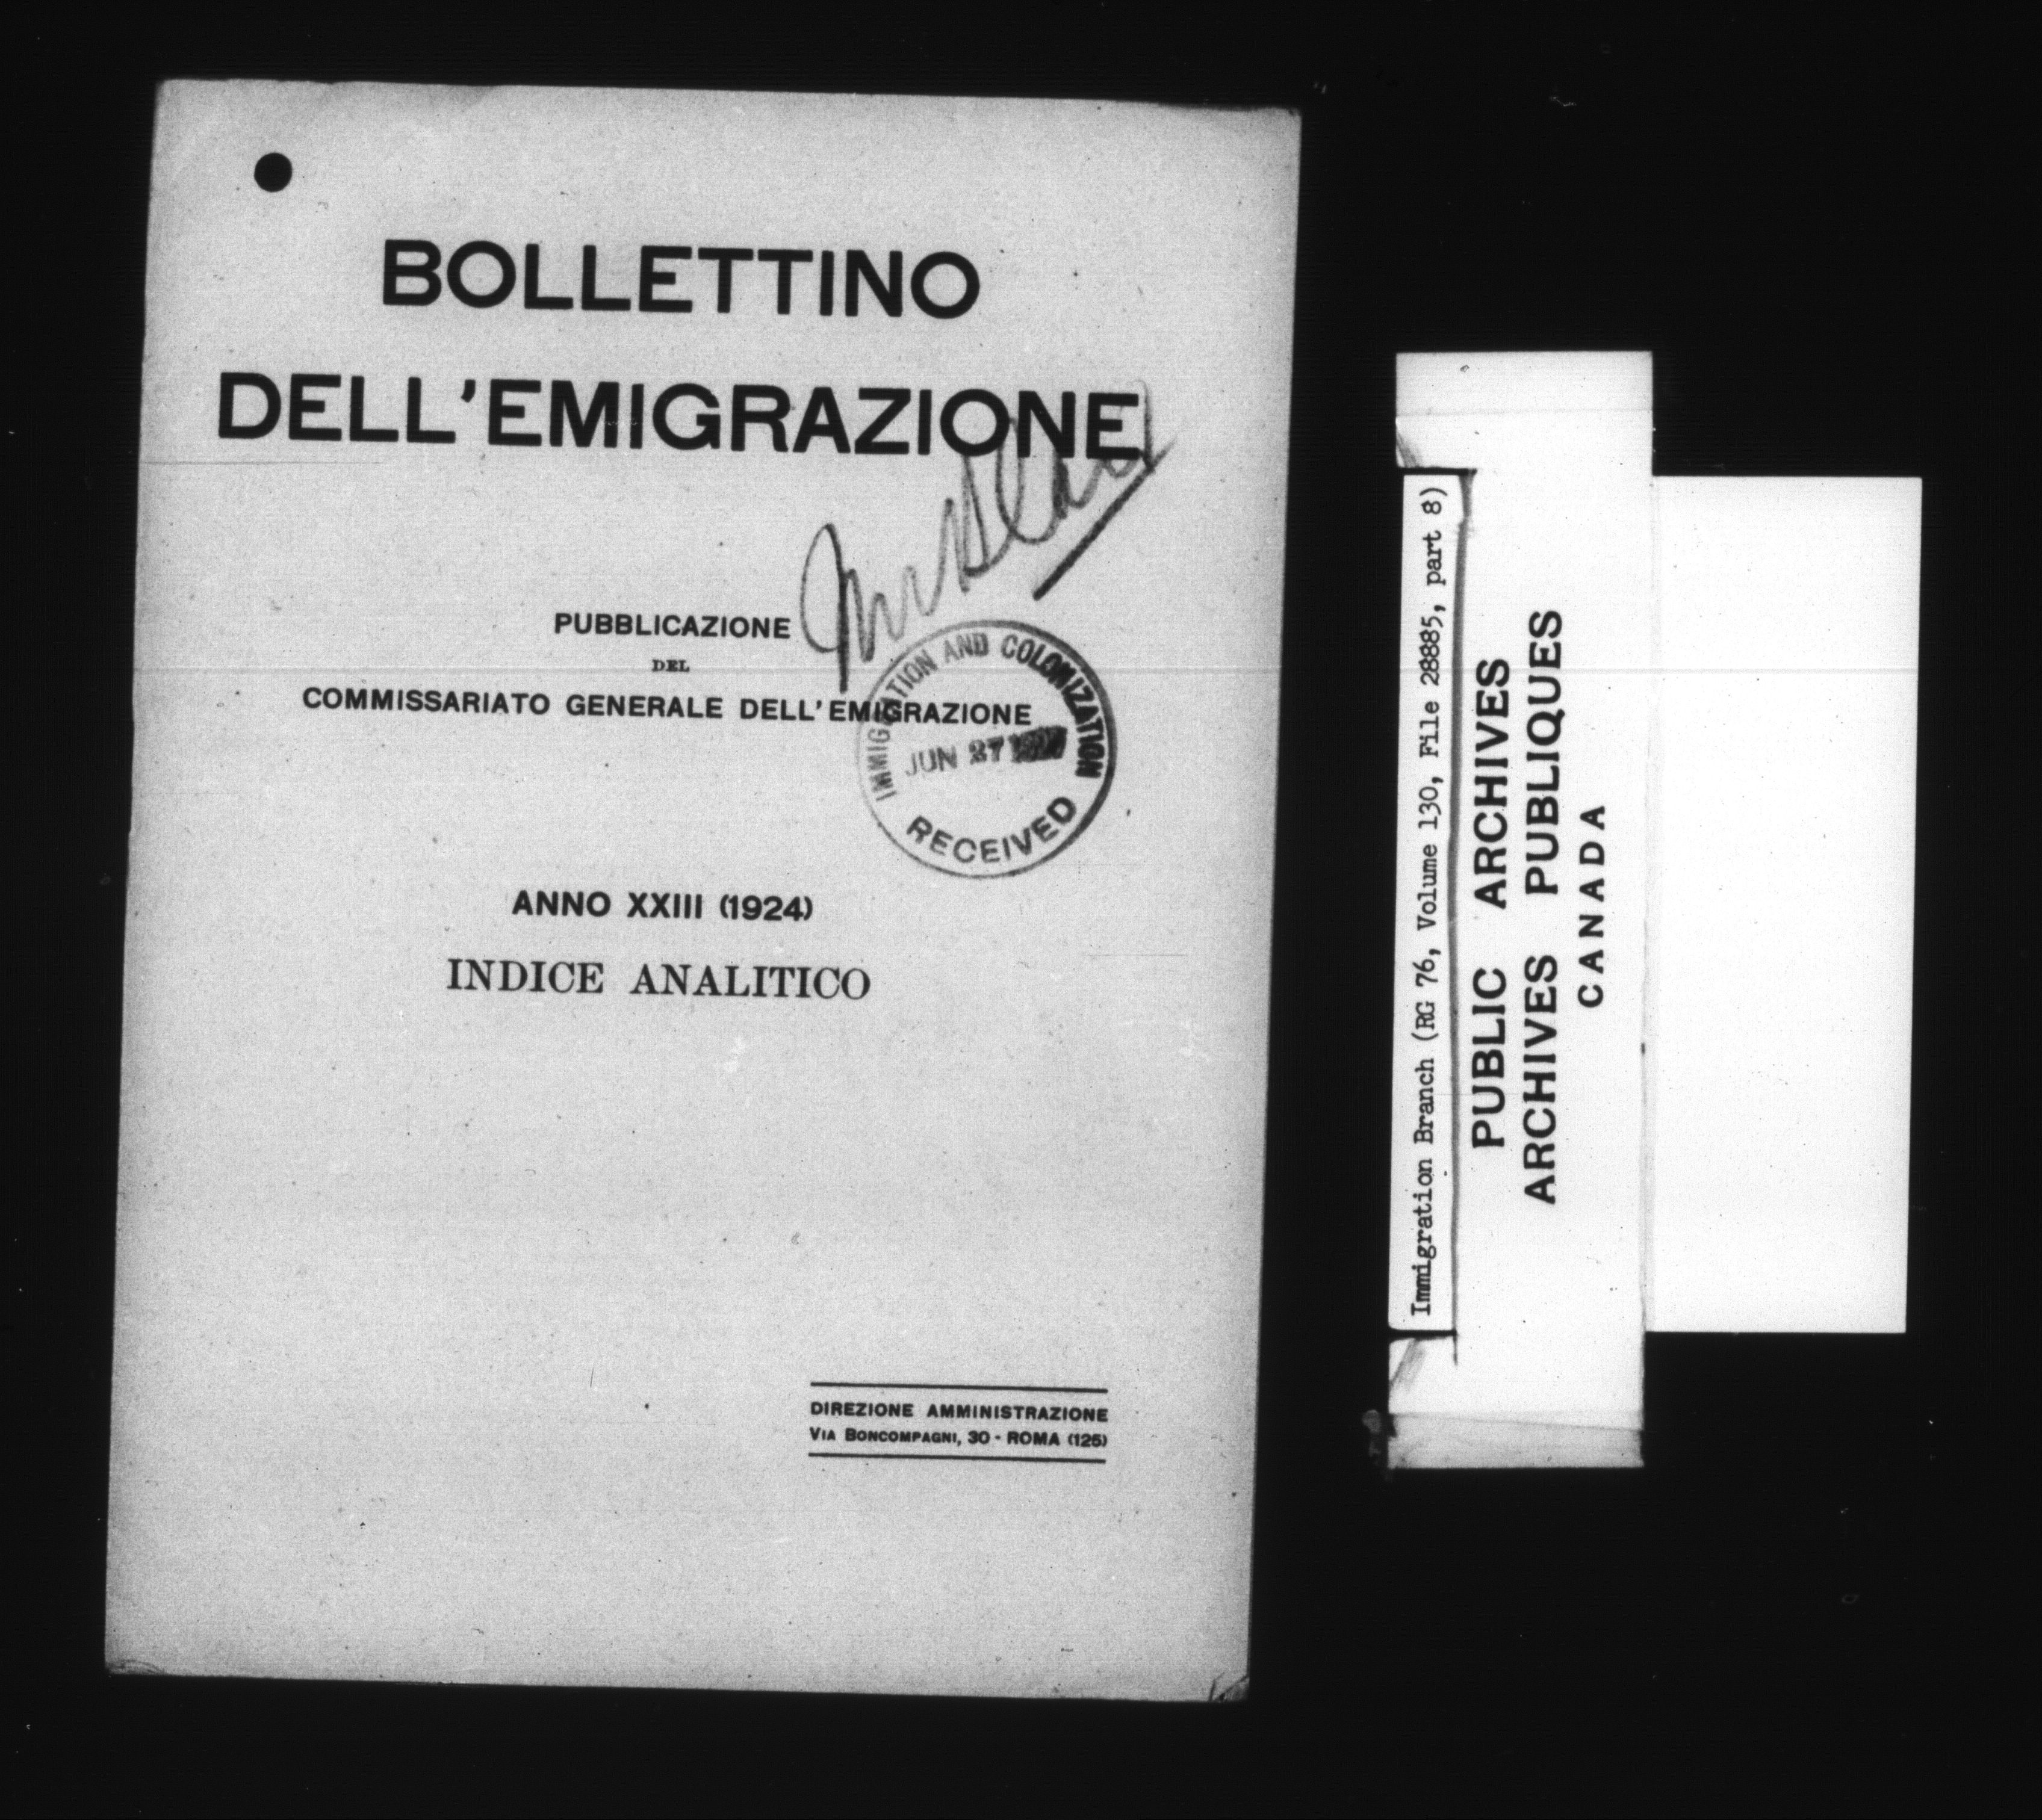 BOLLETTINO
DELL'EMIGRAZIONE
PUBBLICAZIONE
DEL
COMMISSARIATO GENERALE DELL'EMIGRAZIONE
IMMIGRATION AND COLONIZATION
JUN 27
RECEIVED
ANNO XXIII (1924)
INDICE ANALITICO
DIREZIONE AMMINISTRAZIONE
VIA BONCOMPAGNI, 30 - ROMA (125)
Immigration Branch (RG 76, Volume 130, File 28885, part 8)
PUBLIC ARCHIVES
ARCHIVES PUBLIQUES
CANADA